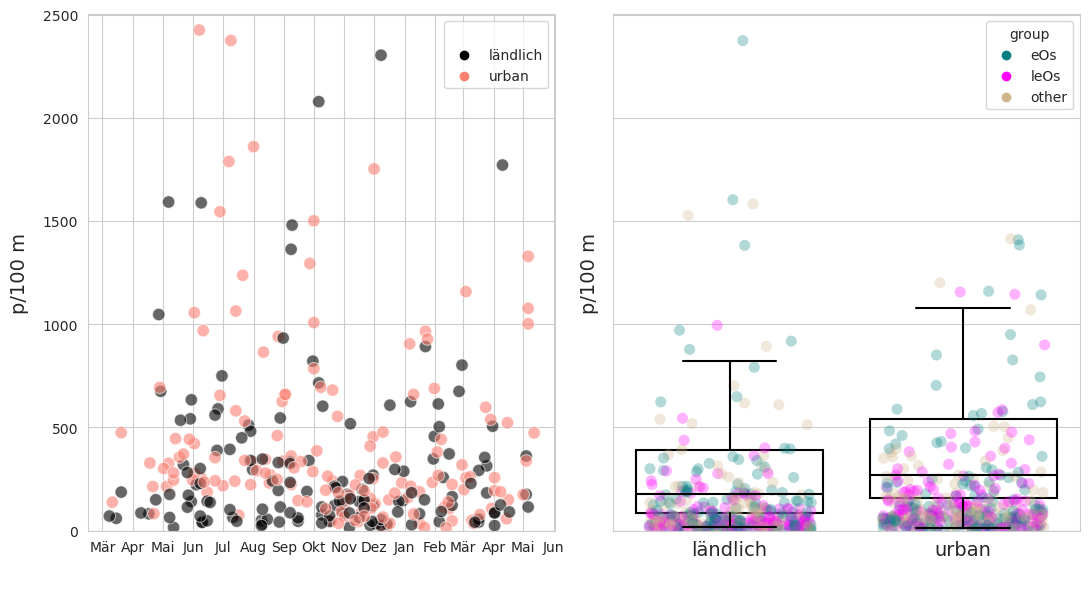 2500
2000
1500
1000
500
0
p/100 m
ländlich
urban
Mär Apr Mai Jun Jul Aug Sep Okt Nov Dez Jan Feb Mär Apr Mai Jun
p/100 m
group
eOs
leOs
other
ländlich urban